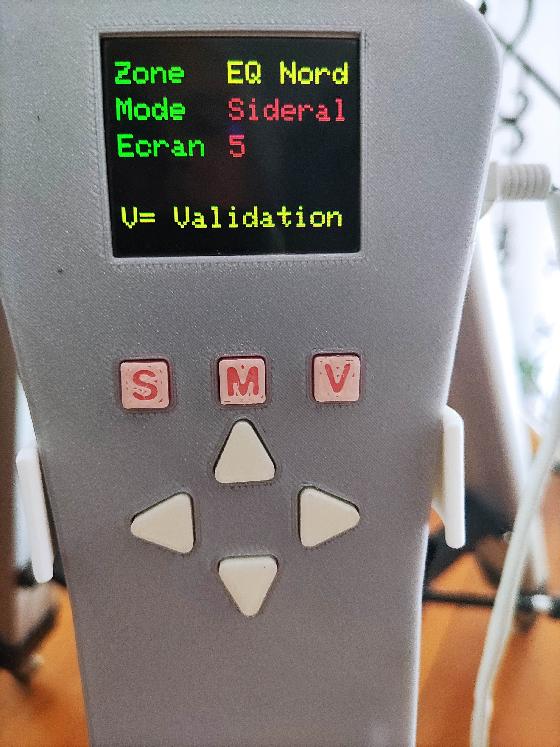 Zone EQ Nord
Mode Sideral
Ecran 5
V= Validation
S M V